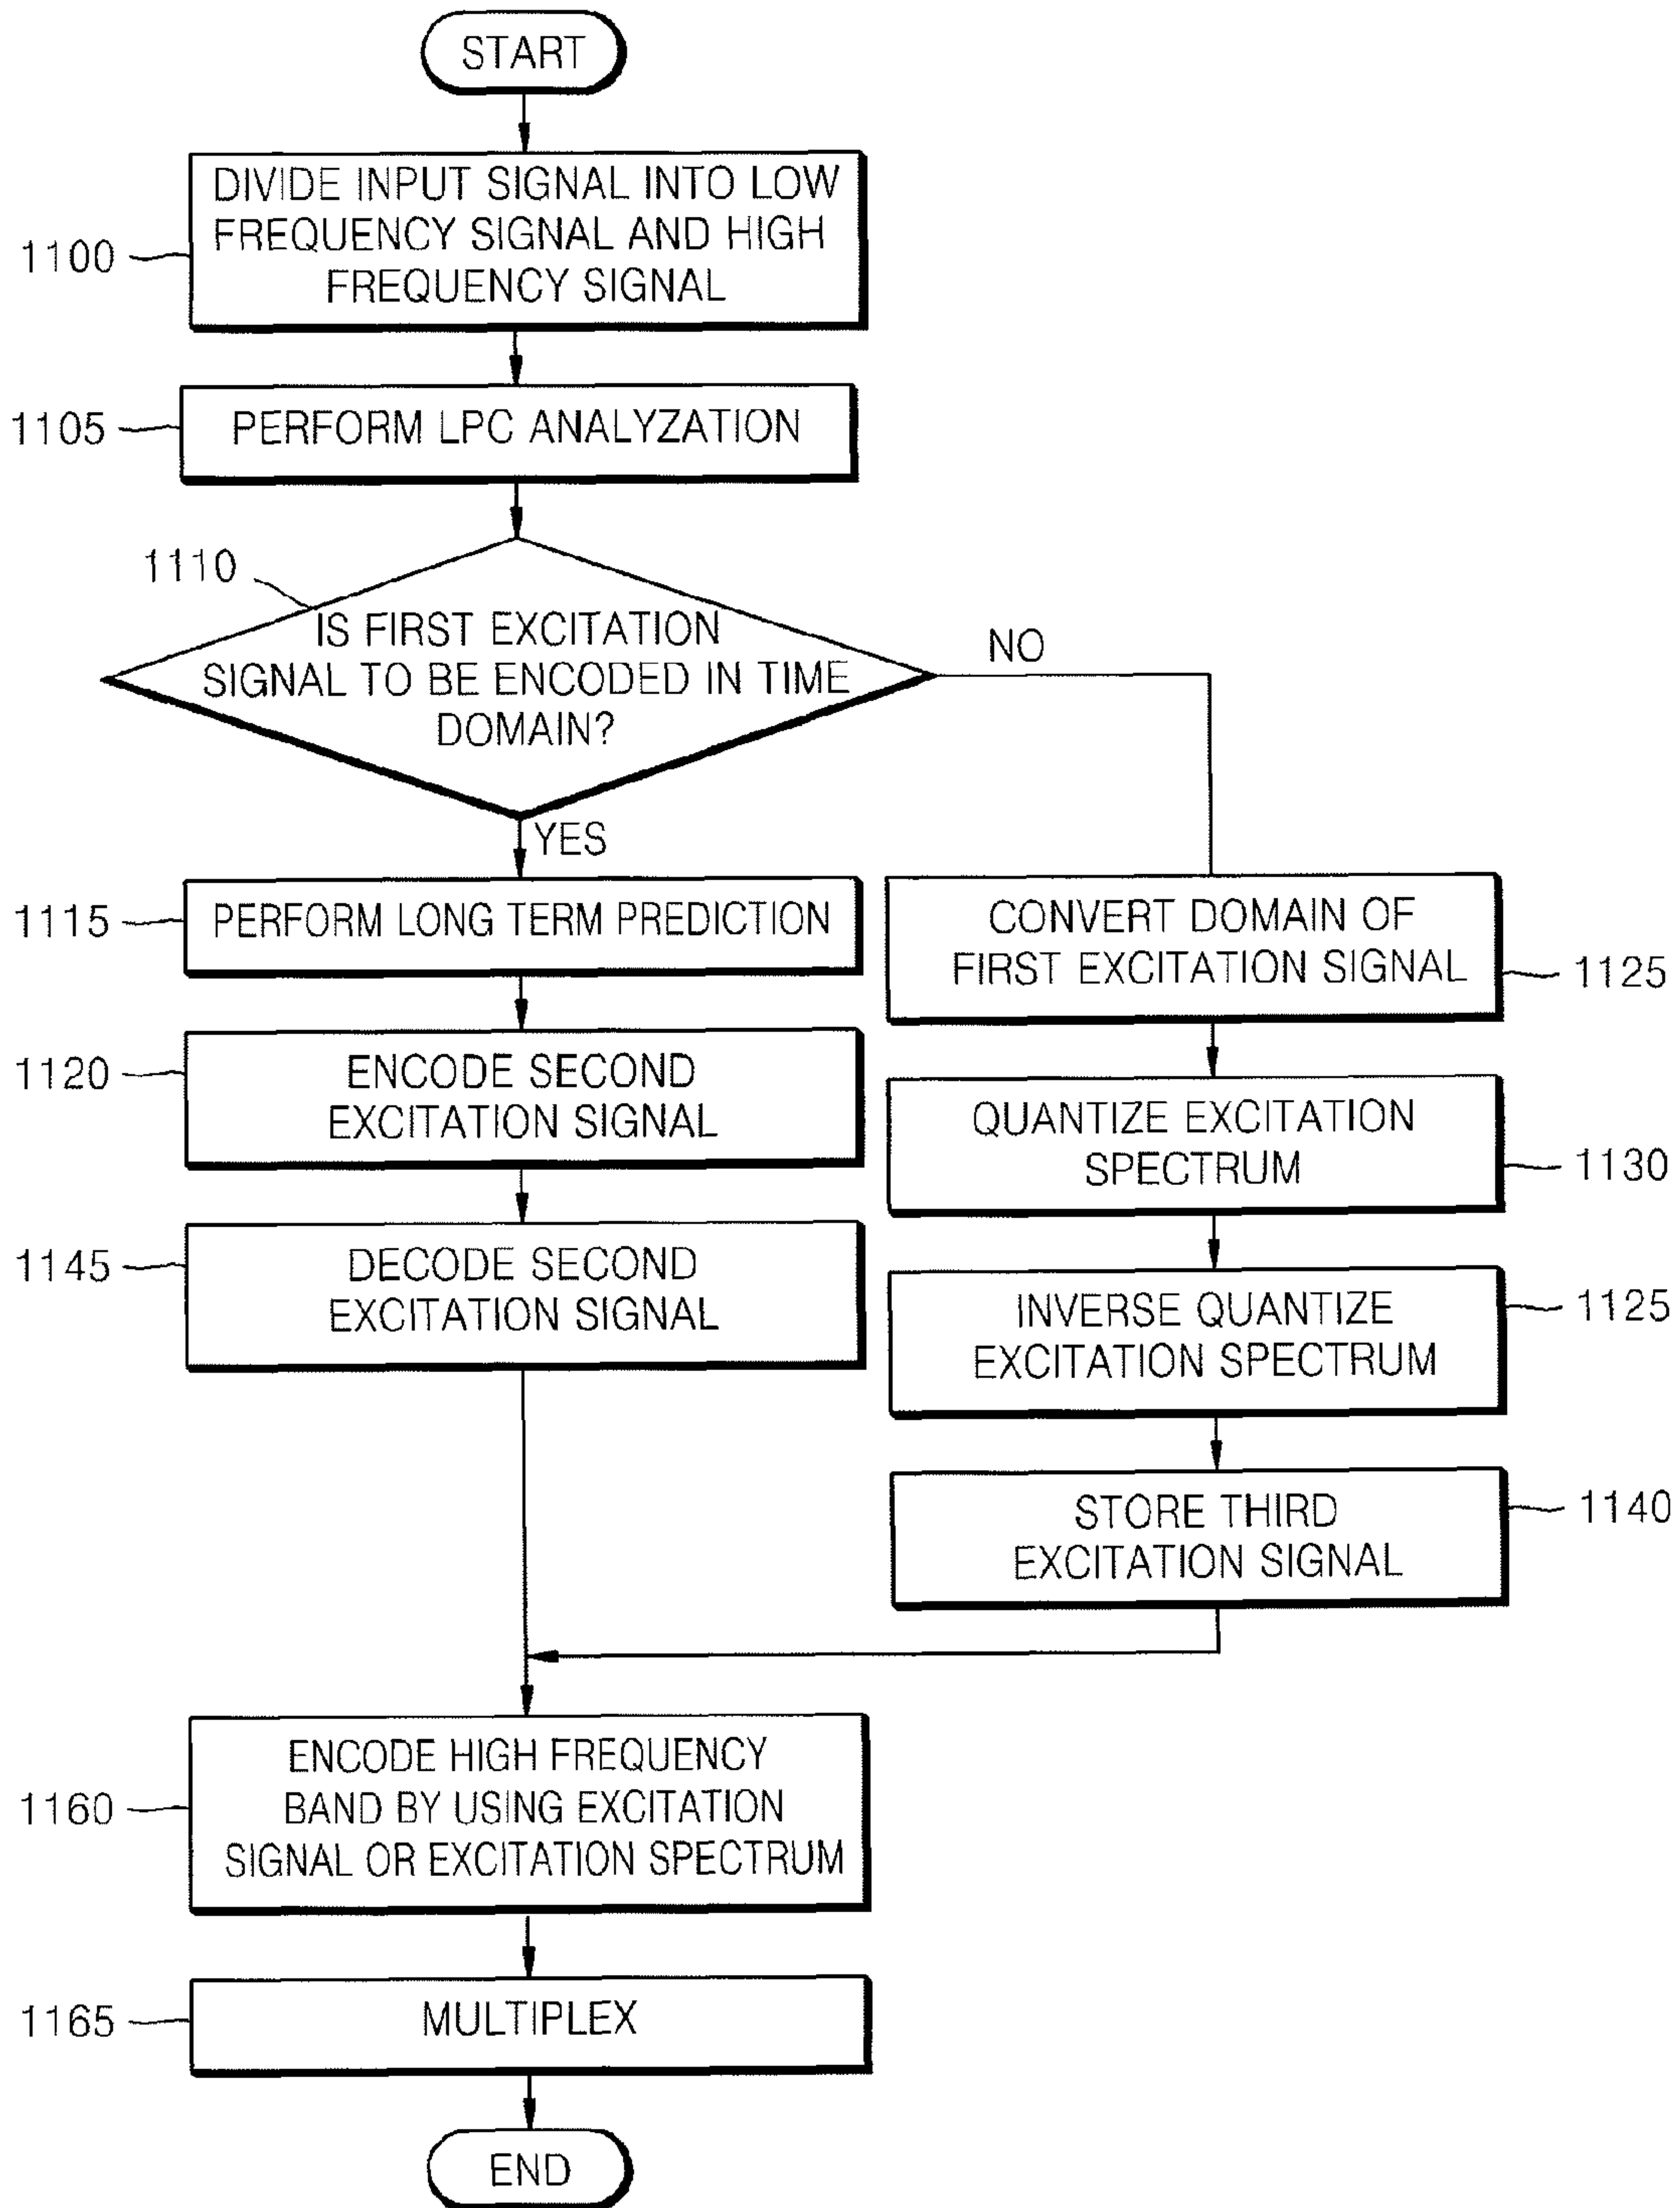 START
1100
DIVIDE INPUT SIGNAL INTO LOW
FREQUENCY SIGNAL AND HIGH
FREQUENCY SIGNAL
1105
PERFORM LPC ANALYZATION
1110
IS FIRST EXCITATION
SIGNAL TO BE ENCODED IN TIME
DOMAIN?
NO
YES
1115
PERFORM LONG TERM PREDICTION
CONVERT DOMAIN OF
FIRST EXCITATION SIGNAL
1125
1120
ENCODE SECOND
EXCITATION SIGNAL
QUANTIZE EXCITATION
SPECTRUM
1130
1145
DECODE SECOND
EXCITATION SIGNAL
INVERSE QUANTIZE
EXCITATION SPECTRUM
1125
STORE THIRD
EXCITATION SIGNAL
1140
1160
ENCODE HIGH FREQUENCY
BAND BY USING EXCITATION
SIGNAL OR EXCITATION SPECTRUM
1165
MULTIPLEX
END